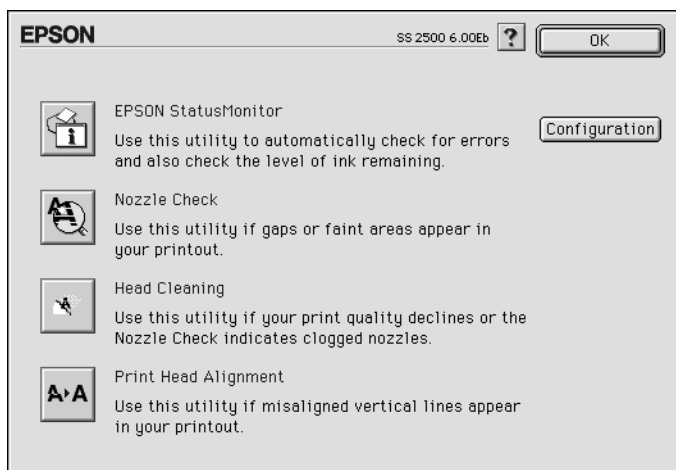 EPSON
SS 2500 6.00Eb
?
OK
EPSON StatusMonitor
Use this utility to automatically check for errors
and also check the level of ink remaining.
Configuration
Nozzle Check
Use this utility if gaps or faint areas appear in
your printout.
Head Cleaning
Use this utility if your print quality declines or the
Nozzle Check indicates clogged nozzles.
Print Head Alignment
Use this utility if misaligned vertical lines appear
in your printout.